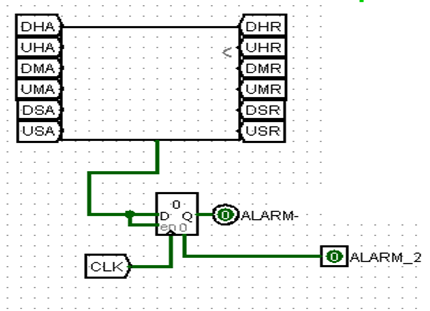 DHA DHR
UHA UHR
<
DMA DMR
UMA UMR
DSA DSR
USA USR
0
D Q 0 ALARM-
en 0
CLK 0 ALARM_2